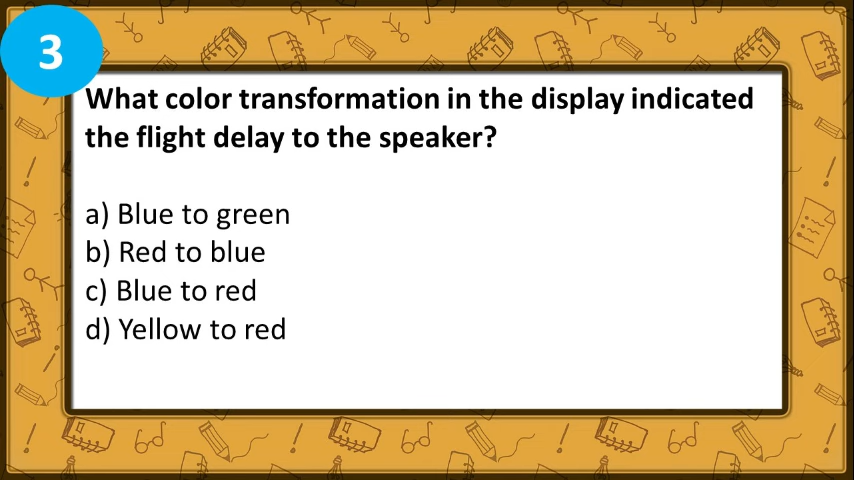 3
What color transformation in the display indicated
the flight delay to the speaker?
a) Blue to green
b) Red to blue
c) Blue to red
d) Yellow to red